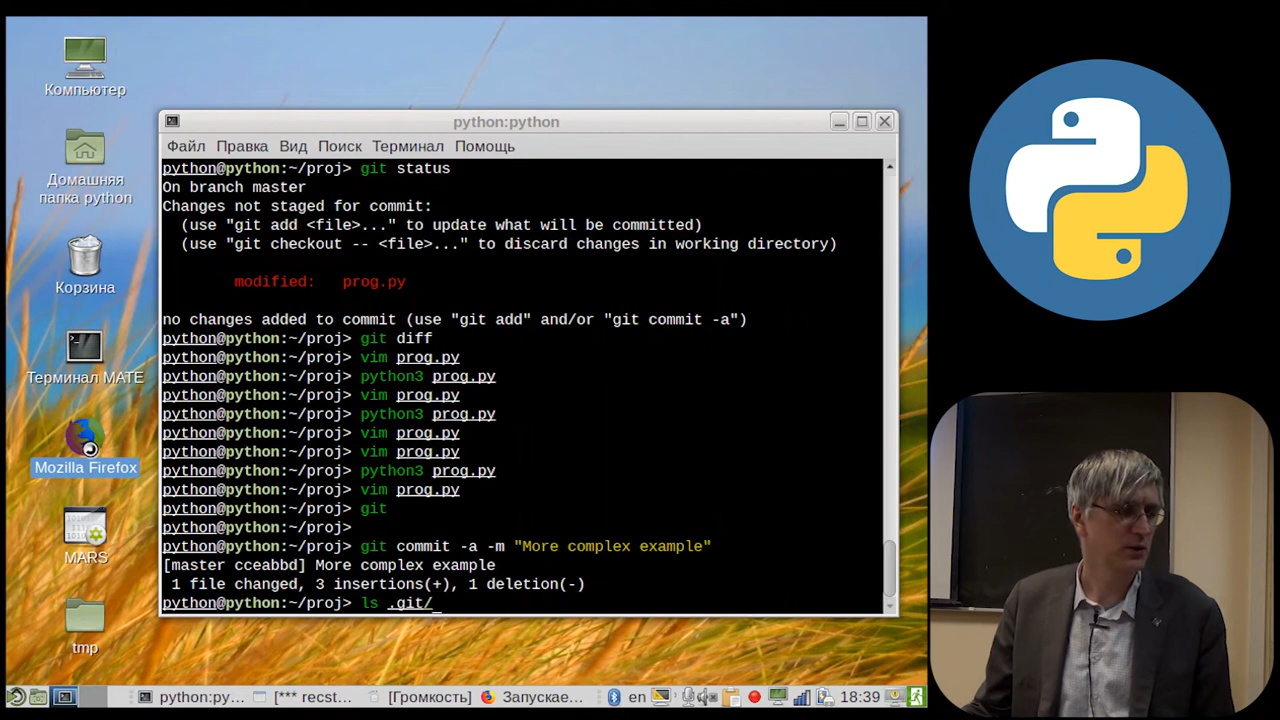 Компьютер
Домашняя
папка python
Корзина
Терминал MATE
Mozilla Firefox
MARS
tmp
python:python
Файл Правка Вид Поиск Терминал Помощь
python@python:~/proj> git status
On branch master
Changes not staged for commit:
  (use "git add <file>..." to update what will be committed)
  (use "git checkout -- <file>..." to discard changes in working directory)
        modified:   prog.py
no changes added to commit (use "git add" and/or "git commit -a")
python@python:~/proj> git diff
python@python:~/proj> vim prog.py
python@python:~/proj> python3 prog.py
python@python:~/proj> vim prog.py
python@python:~/proj> python3 prog.py
python@python:~/proj> vim prog.py
python@python:~/proj> vim prog.py
python@python:~/proj> python3 prog.py
python@python:~/proj> vim prog.py
python@python:~/proj> git
python@python:~/proj>
python@python:~/proj> git commit -a -m "More complex example"
[master cceabbd] More complex example
 1 file changed, 3 insertions(+), 1 deletion(-)
python@python:~/proj> ls .git/_
python:py... [*** recst... [Громкость] Запускае... en 18:39